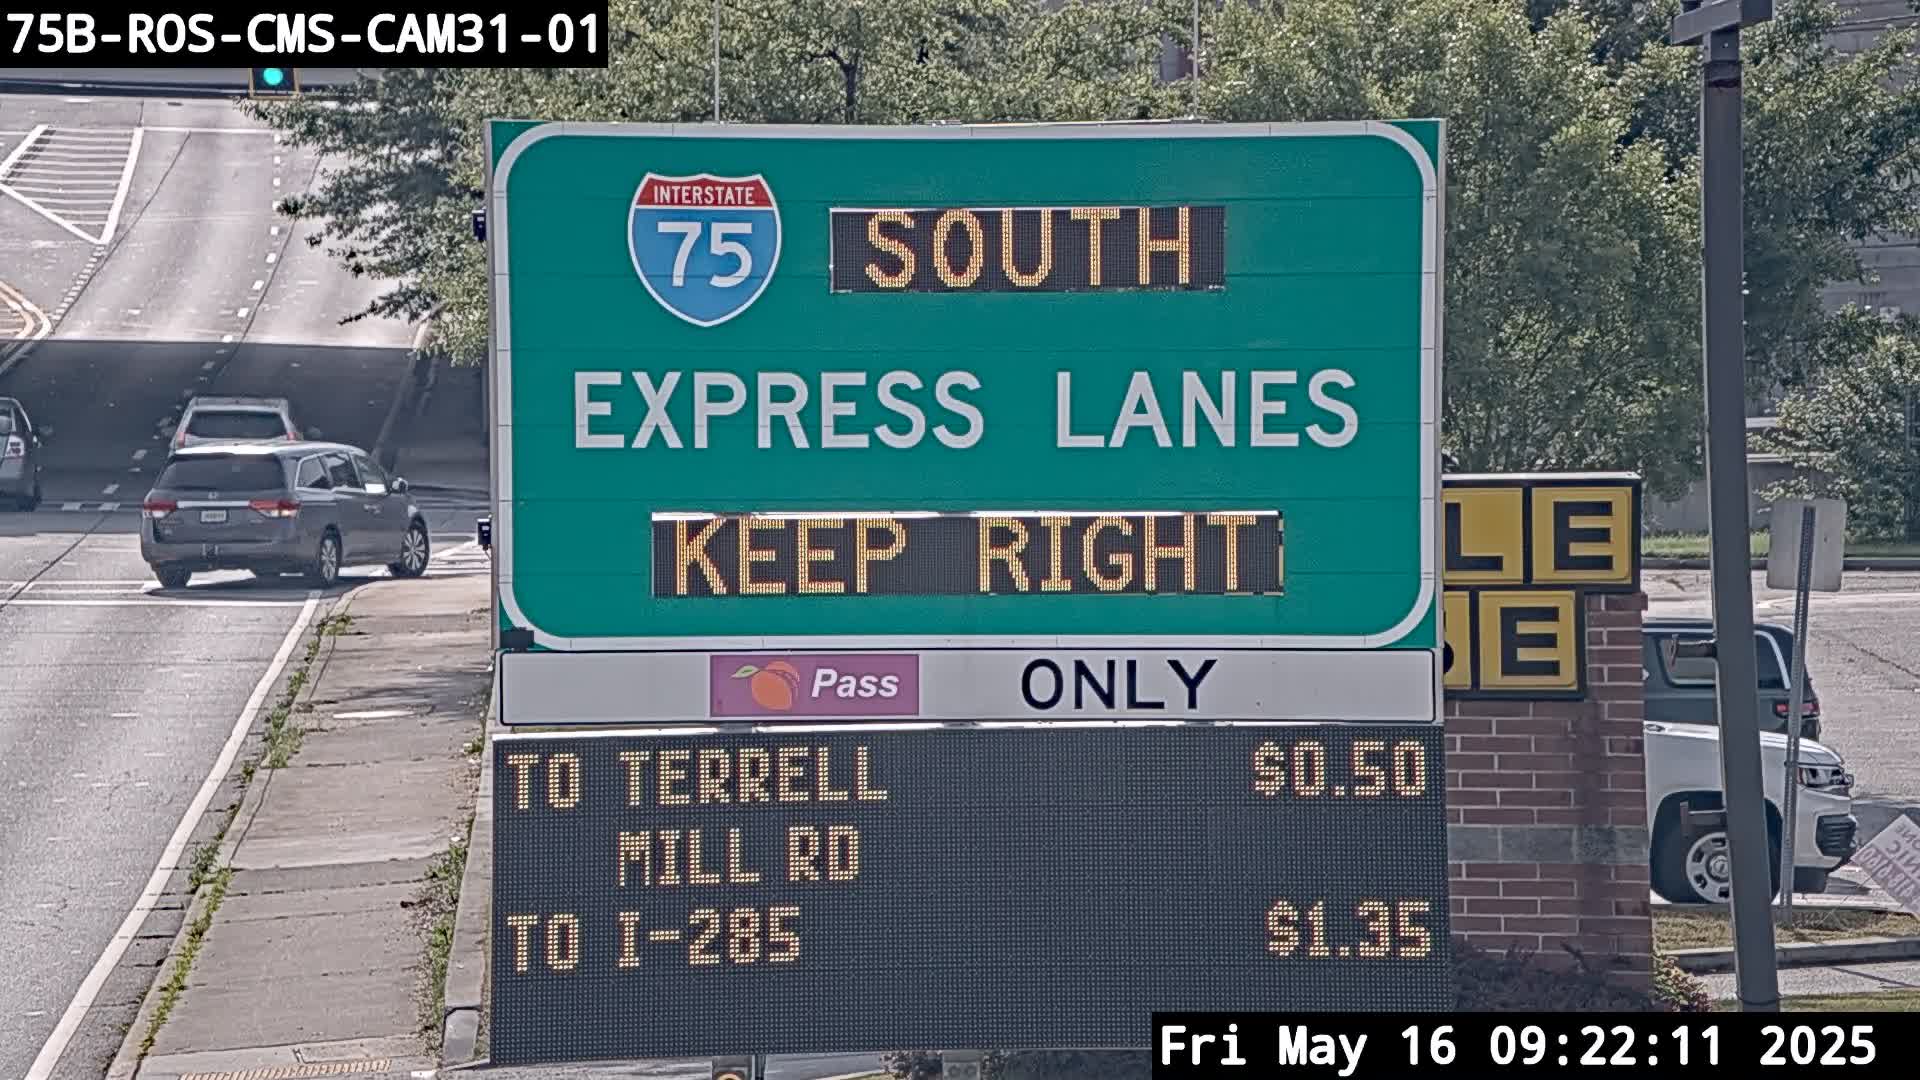 75B-ROS-CMS-CAM31-01
INTERSTATE
75
SOUTH
EXPRESS LANES
KEEP RIGHT
Pass ONLY
TO TERRELL $0.50
MILL RD
TO I-285 $1.35
LE
E
Fri May 16 09:22:11 2025